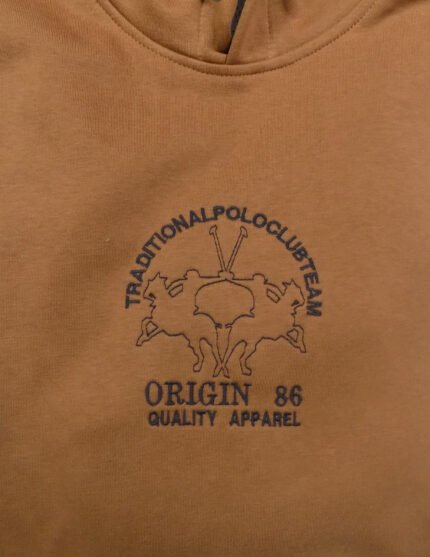 TRADITIONALPOLOCLUBTEAM
ORIGIN 86
QUALITY APPAREL